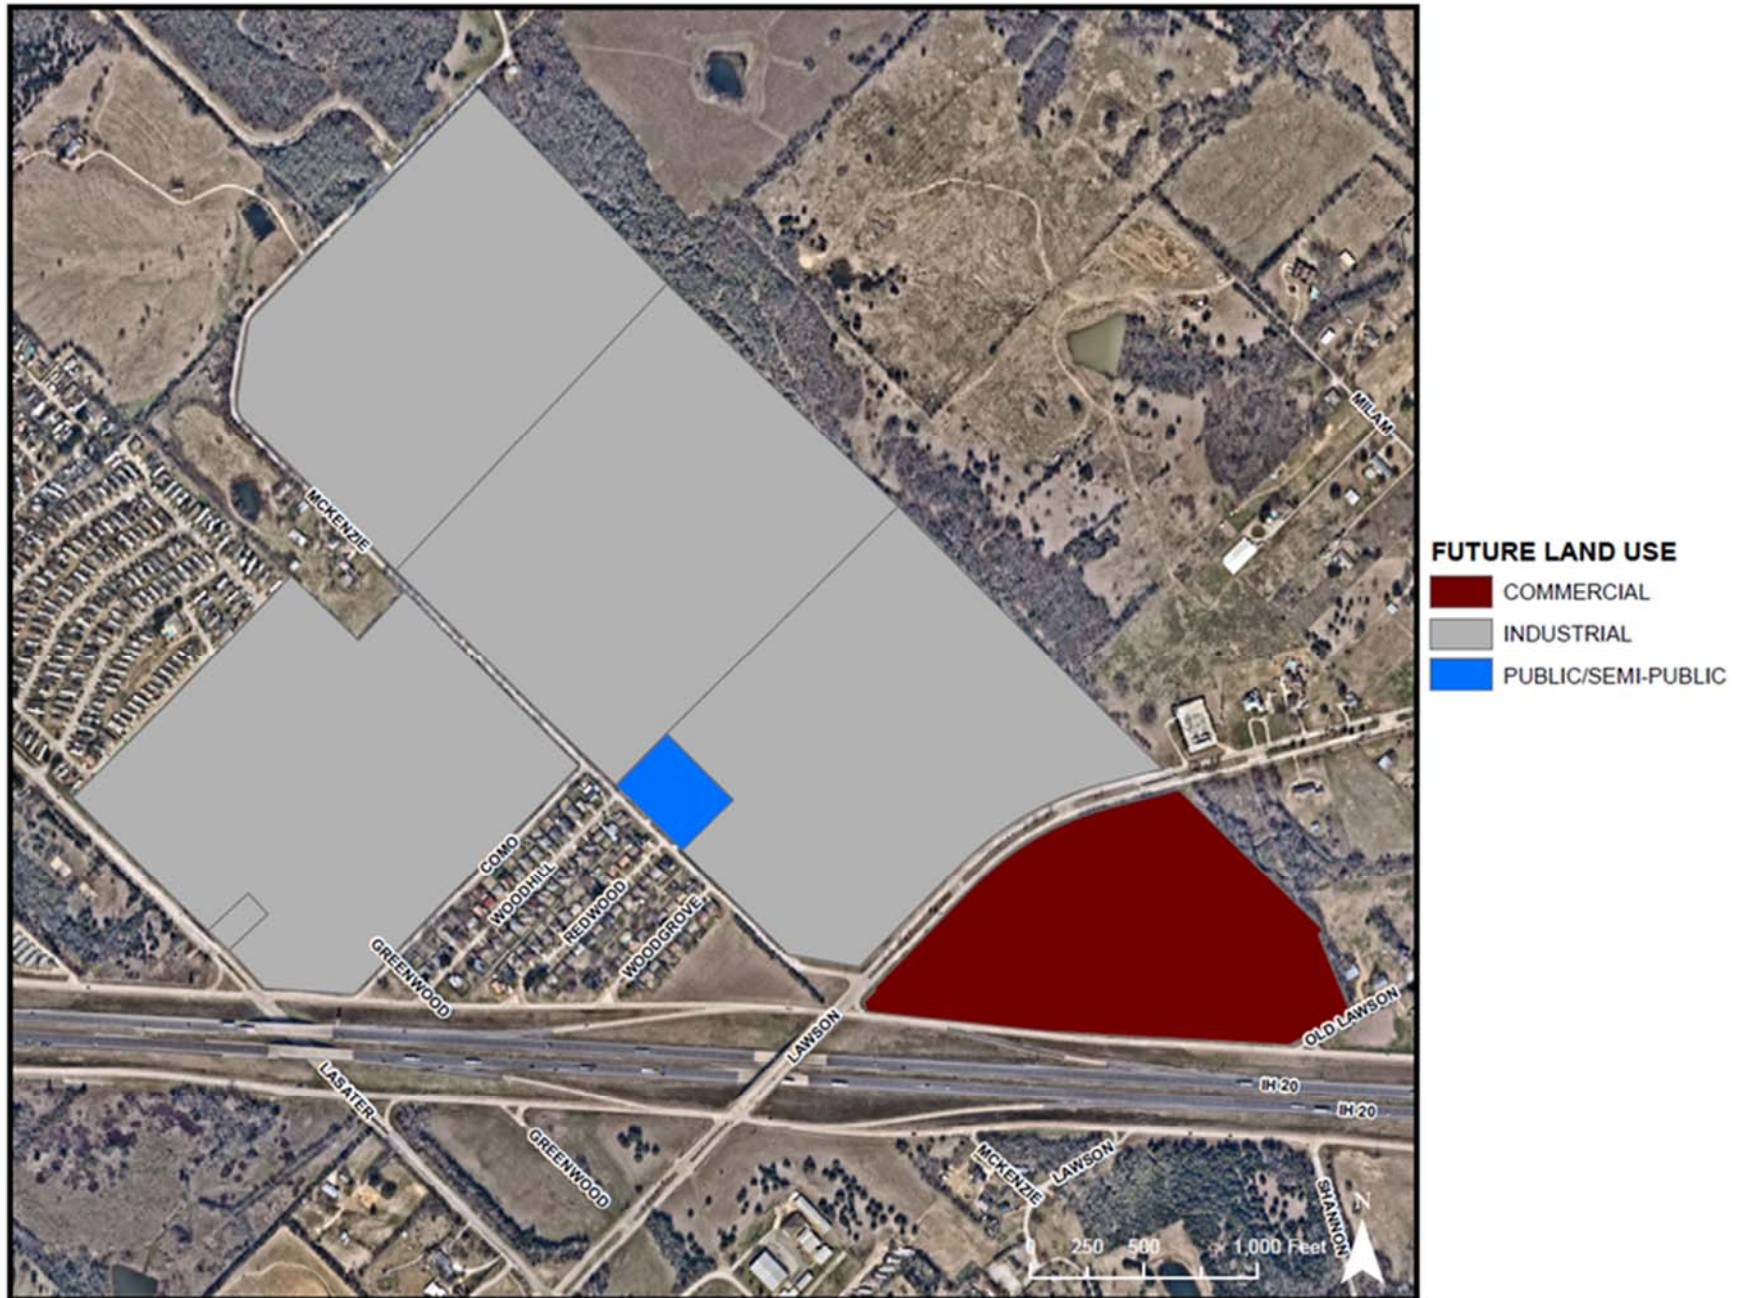 MILAM
MCKENZIE
FUTURE LAND USE
COMMERCIAL
INDUSTRIAL
PUBLIC/SEMI-PUBLIC
COMO
WOODHILL
REDWOOD
WOODGROVE
GREENWOOD
LAWSON
OLD LAWSON
LASATER
IH 20
IH 20
GREENWOOD
MCKENZIE
LAWSON
SHANNON
N
0 250 500 1,000 Feet